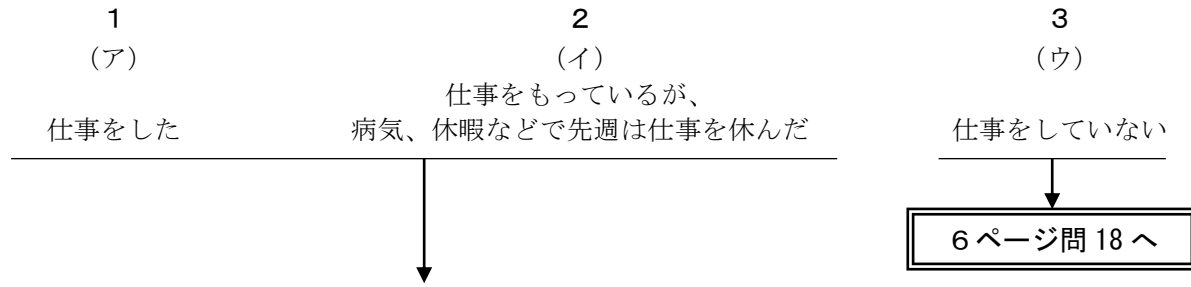 1 2 3
(ア) (イ) (ウ)
仕事をもっているが、
仕事をした 病気、休暇などで先週は仕事を休んだ 仕事をしていない
6ページ問18へ